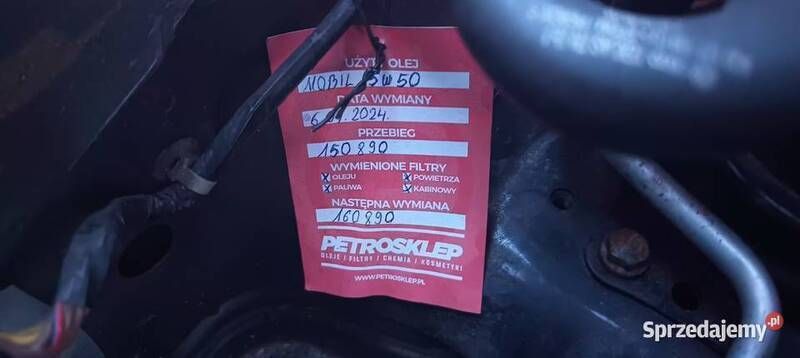 UŻYTY OLEJ
MOBIL 5W50
DATA WYMIANY
2024.
PRZEBIEG
150 890
WYMIENIONE FILTRY
OLEJU POWIETRZA
PALIWA KABINOWY
NASTĘPNA WYMIANA
160 890
PETROSKLEP
OLEJE / FILTRY / CHEMIA / KOSMETYKI
WWW.PETROSKLEP.PL
Sprzedajemy.pl